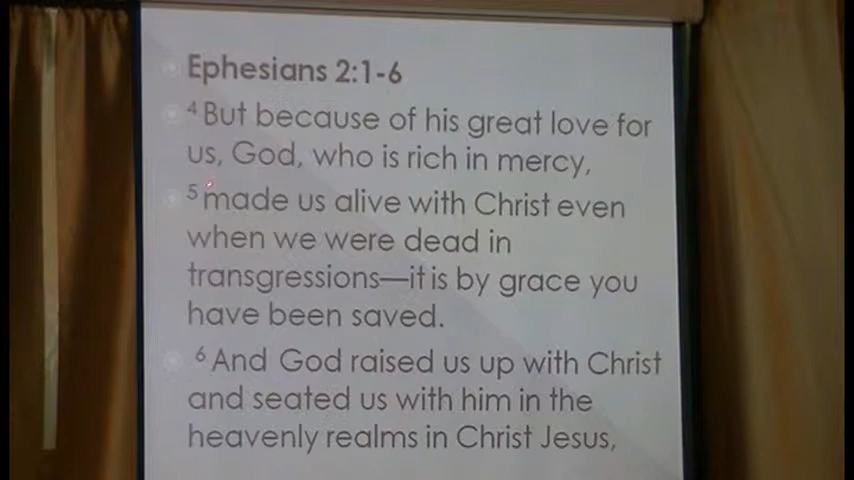 Ephesians 2:1-6
4 But because of his great love for
us, God, who is rich in mercy,
5 made us alive with Christ even
when we were dead in
transgressions—it is by grace you
have been saved.
6 And God raised us up with Christ
and seated us with him in the
heavenly realms in Christ Jesus,